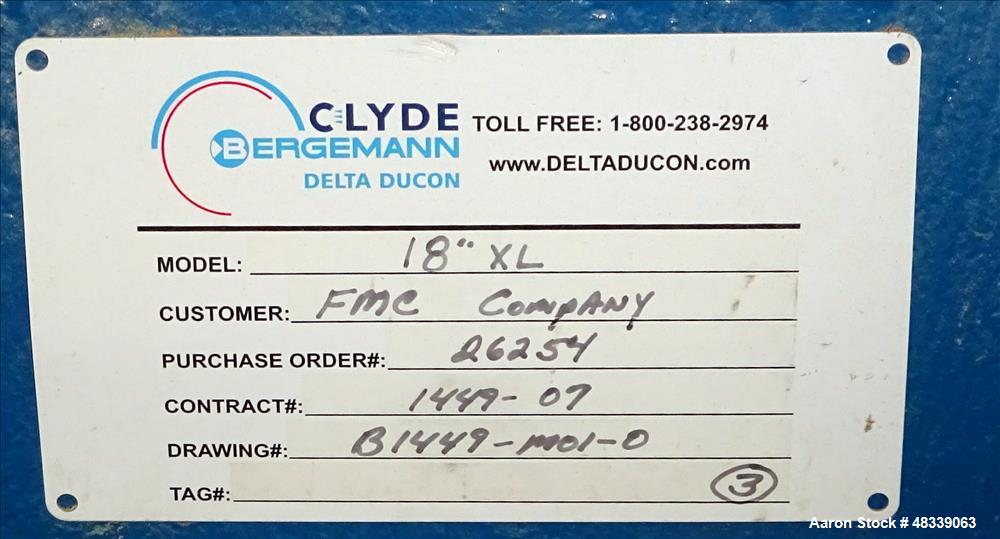 CLYDE
BERGEMANN
DELTA DUCON
TOLL FREE: 1-800-238-2974
www.DELTADUCON.com
MODEL: 18" XL
CUSTOMER: FMC COMPANY
PURCHASE ORDER#: 26254
CONTRACT#: 1449-07
DRAWING#: B1449-M01-0
TAG#: 3
Aaron Stock # 48339063